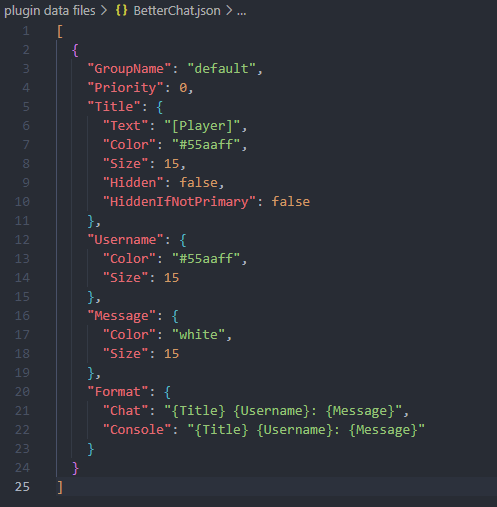 plugin data files > {} BetterChat.json > ...
1 [
2 {
3 "GroupName": "default",
4 "Priority": 0,
5 "Title": {
6 "Text": "[Player]",
7 "Color": "#55aaff",
8 "Size": 15,
9 "Hidden": false,
10 "HiddenIfNotPrimary": false
11 },
12 "Username": {
13 "Color": "#55aaff",
14 "Size": 15
15 },
16 "Message": {
17 "Color": "white",
18 "Size": 15
19 },
20 "Format": {
21 "Chat": "{Title} {Username}: {Message}",
22 "Console": "{Title} {Username}: {Message}"
23 }
24 }
25 ]